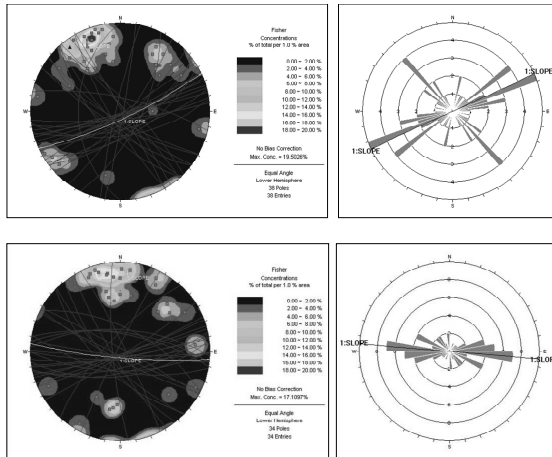 N
W
E
S
1:SLOPE
Fisher
Concentrations
% of total per 1.0 % area
0.00 ~ 2.00 %
2.00 ~ 4.00 %
4.00 ~ 6.00 %
6.00 ~ 8.00 %
8.00 ~ 10.00 %
10.00 ~ 12.00 %
12.00 ~ 14.00 %
14.00 ~ 16.00 %
16.00 ~ 18.00 %
18.00 ~ 20.00 %
No Bias Correction
Max. Conc. = 19.5026%
Equal Angle
Lower Hemisphere
38 Poles
38 Entries
N
W
E
S
1:SLOPE
1:SLOPE
N
W
E
S
1:SLOPE
Fisher
Concentrations
% of total per 1.0 % area
0.00 ~ 2.00 %
2.00 ~ 4.00 %
4.00 ~ 6.00 %
6.00 ~ 8.00 %
8.00 ~ 10.00 %
10.00 ~ 12.00 %
12.00 ~ 14.00 %
14.00 ~ 16.00 %
16.00 ~ 18.00 %
18.00 ~ 20.00 %
No Bias Correction
Max. Conc. = 17.1097%
Equal Angle
Lower Hemisphere
34 Poles
34 Entries
N
W
E
S
1:SLOPE
1:SLOP